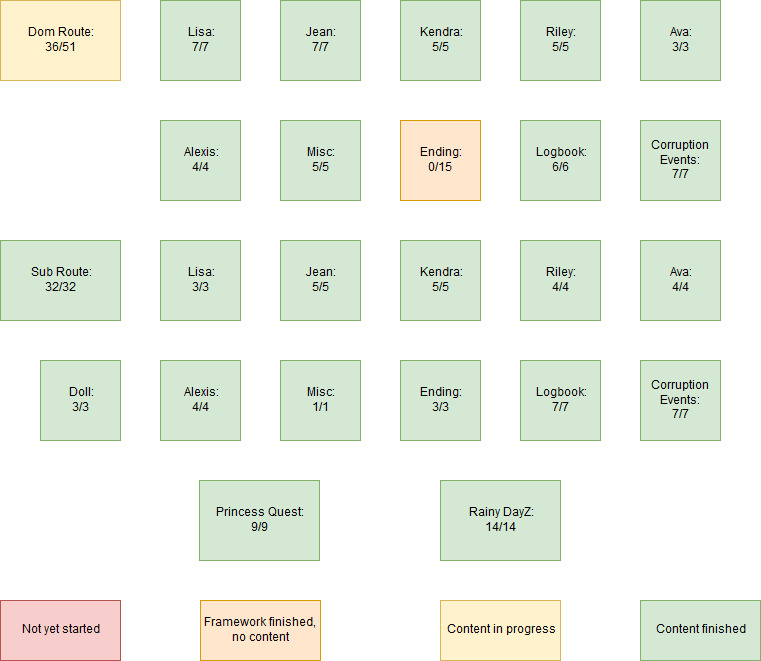 Dom Route:
36/51
Lisa:
7/7
Jean:
7/7
Kendra:
5/5
Riley:
5/5
Ava:
3/3
Alexis:
4/4
Misc:
5/5
Ending:
0/15
Logbook:
6/6
Corruption
Events:
7/7
Sub Route:
32/32
Lisa:
3/3
Jean:
5/5
Kendra:
5/5
Riley:
4/4
Ava:
4/4
Doll:
3/3
Alexis:
4/4
Misc:
1/1
Ending:
3/3
Logbook:
7/7
Corruption
Events:
7/7
Princess Quest:
9/9
Rainy DayZ:
14/14
Not yet started
Framework finished,
no content
Content in progress
Content finished